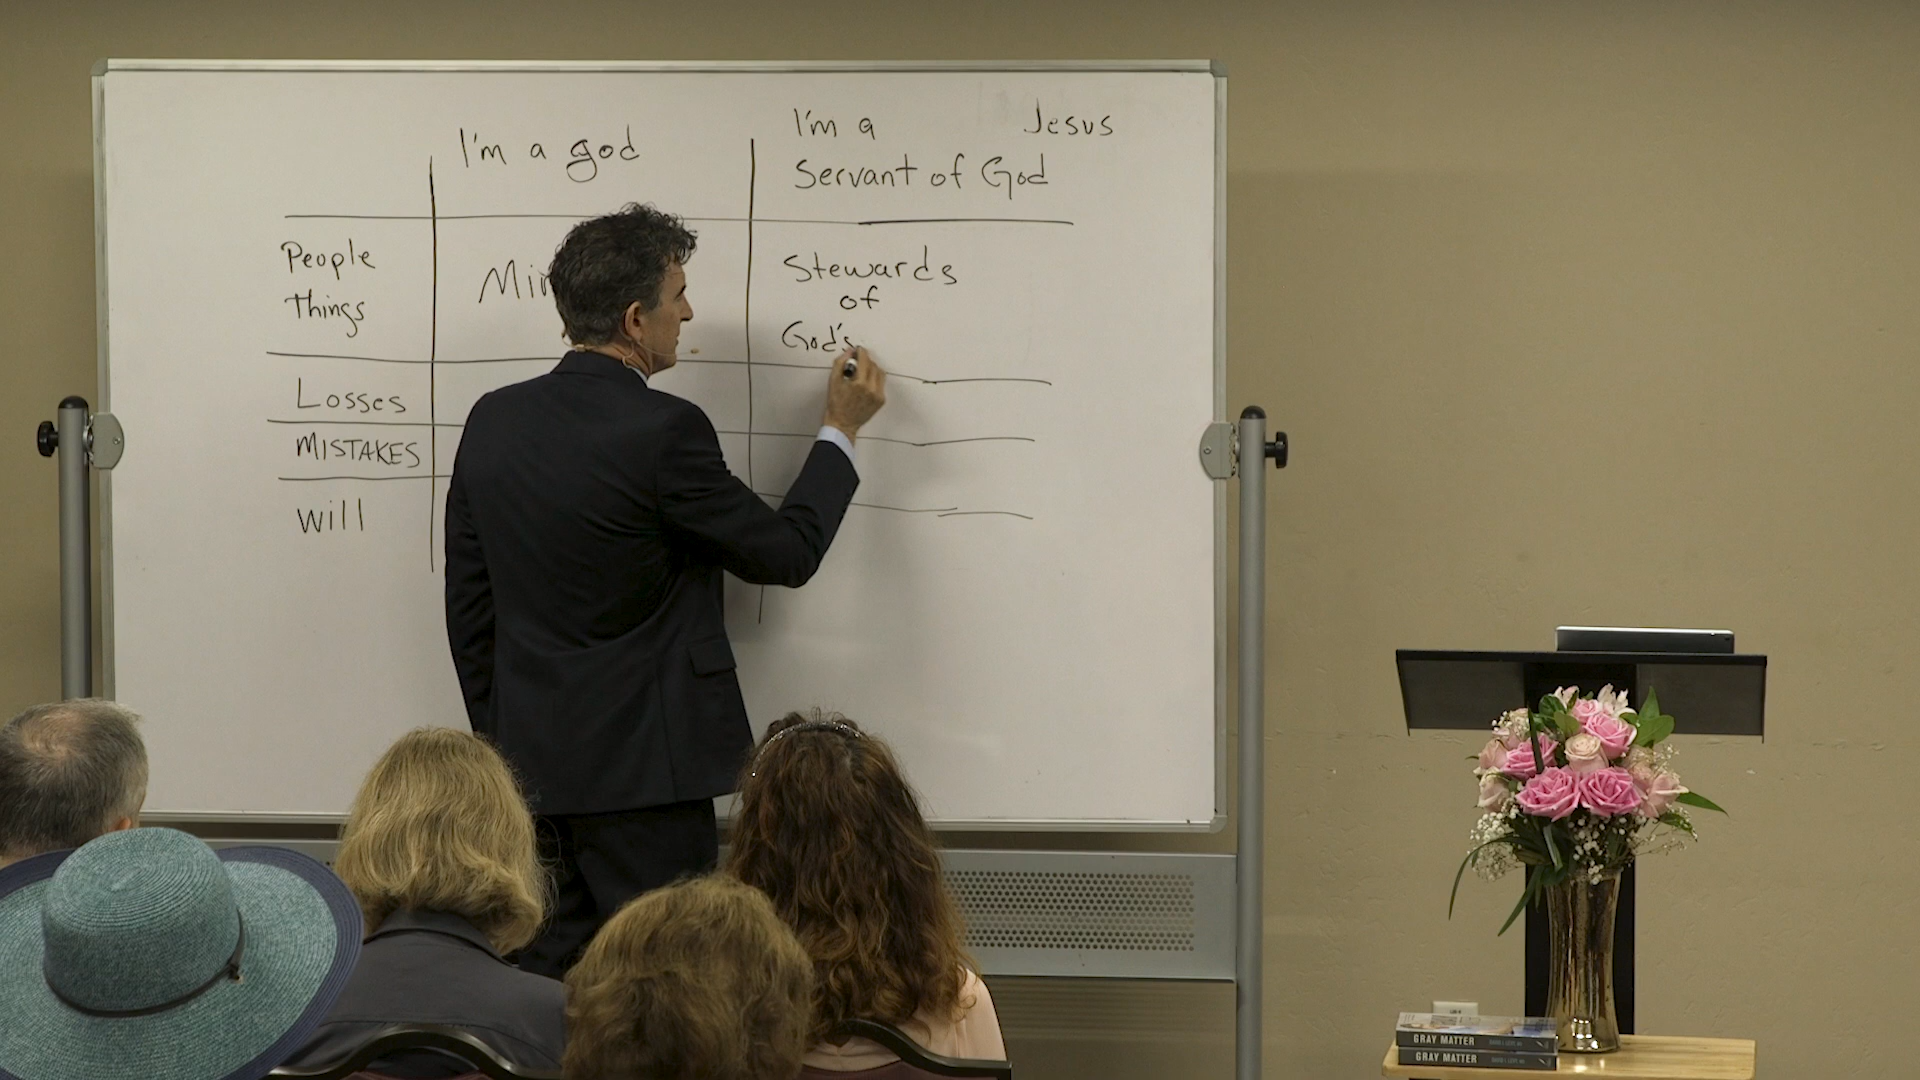 I'm a god
I'm a
Jesus
Servant of God
People
Things
Stewards
of
God's
Losses
MISTAKES
Will
GRAY MATTER
GRAY MATTER